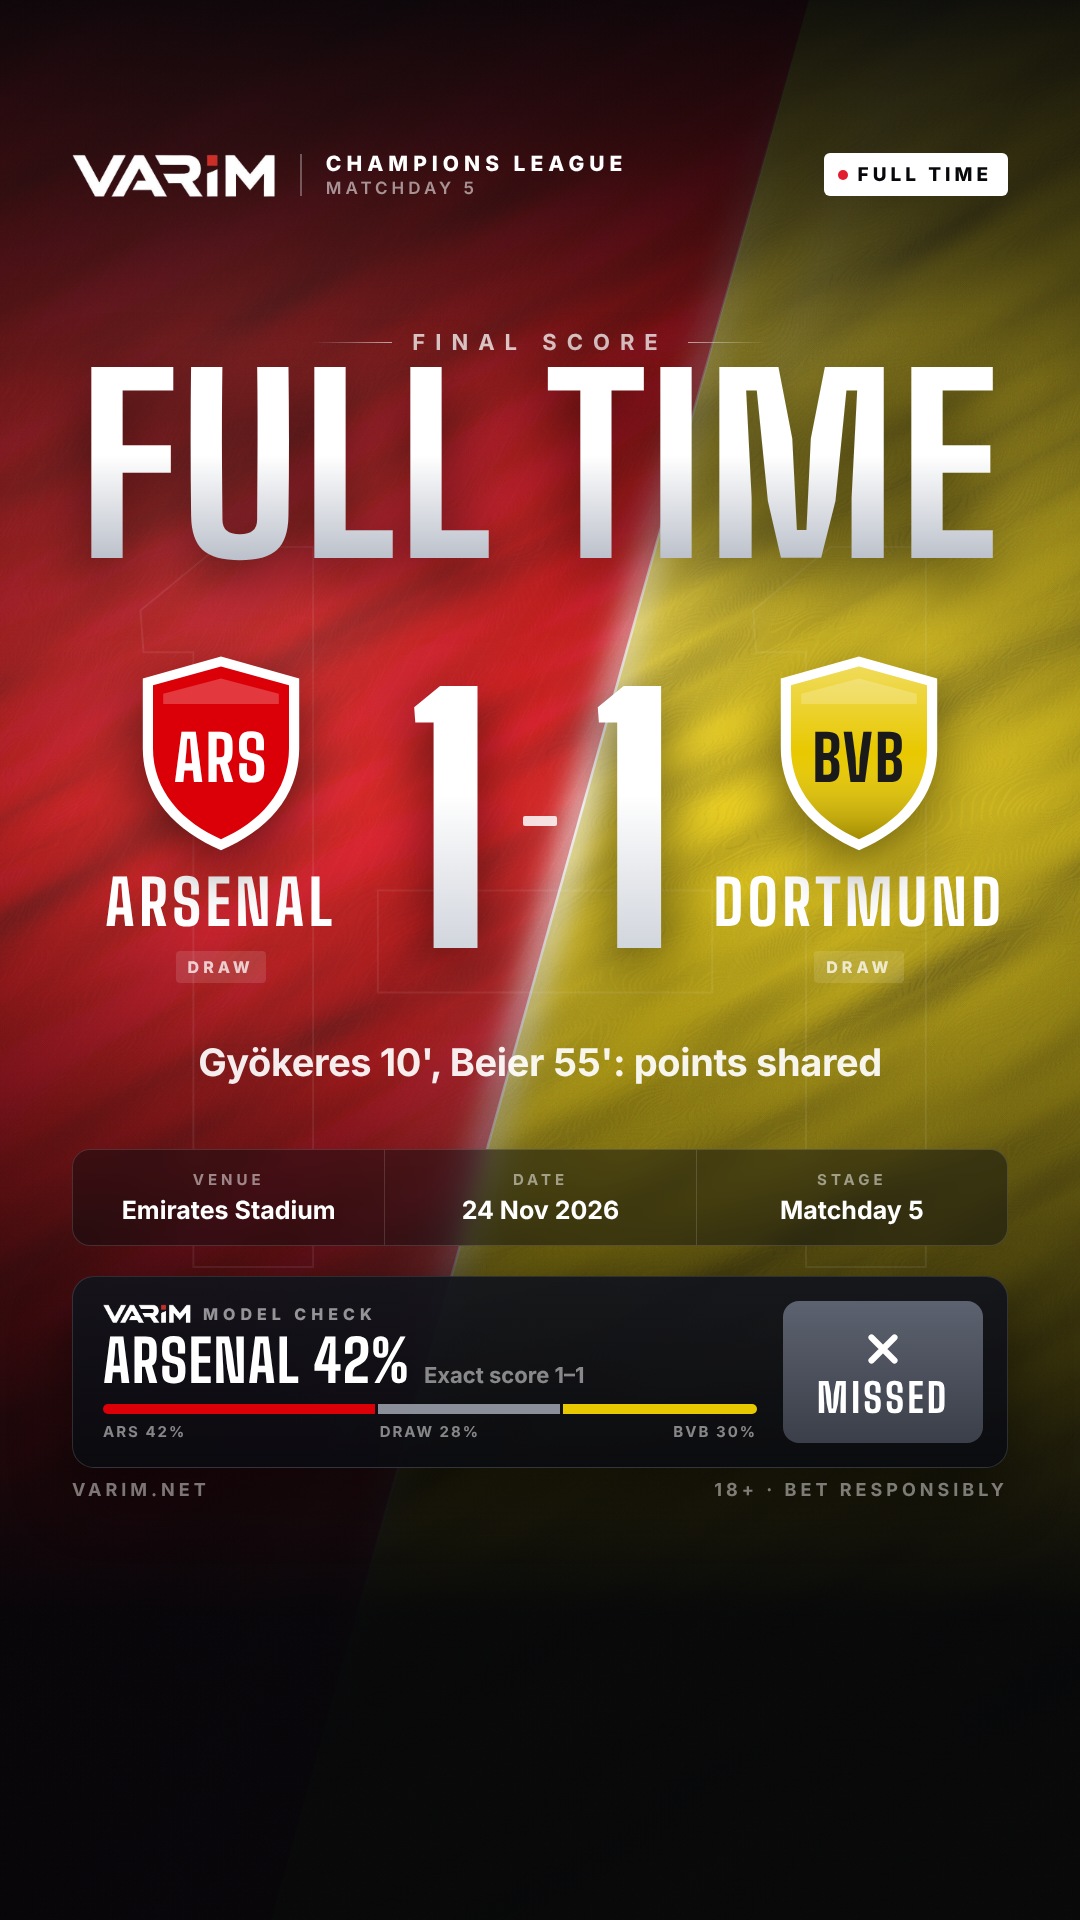 VARiM
CHAMPIONS LEAGUE
MATCHDAY 5
FULL TIME
FINAL SCORE
FULL TIME
ARS
1 - 1
BVB
ARSENAL
DORTMUND
DRAW
DRAW
Gyökeres 10', Beier 55': points shared
VENUE
Emirates Stadium
DATE
24 Nov 2026
STAGE
Matchday 5
VARiM MODEL CHECK
ARSENAL 42% Exact score 1–1
ARS 42% DRAW 28% BVB 30%
MISSED
VARIM.NET
18+ · BET RESPONSIBLY